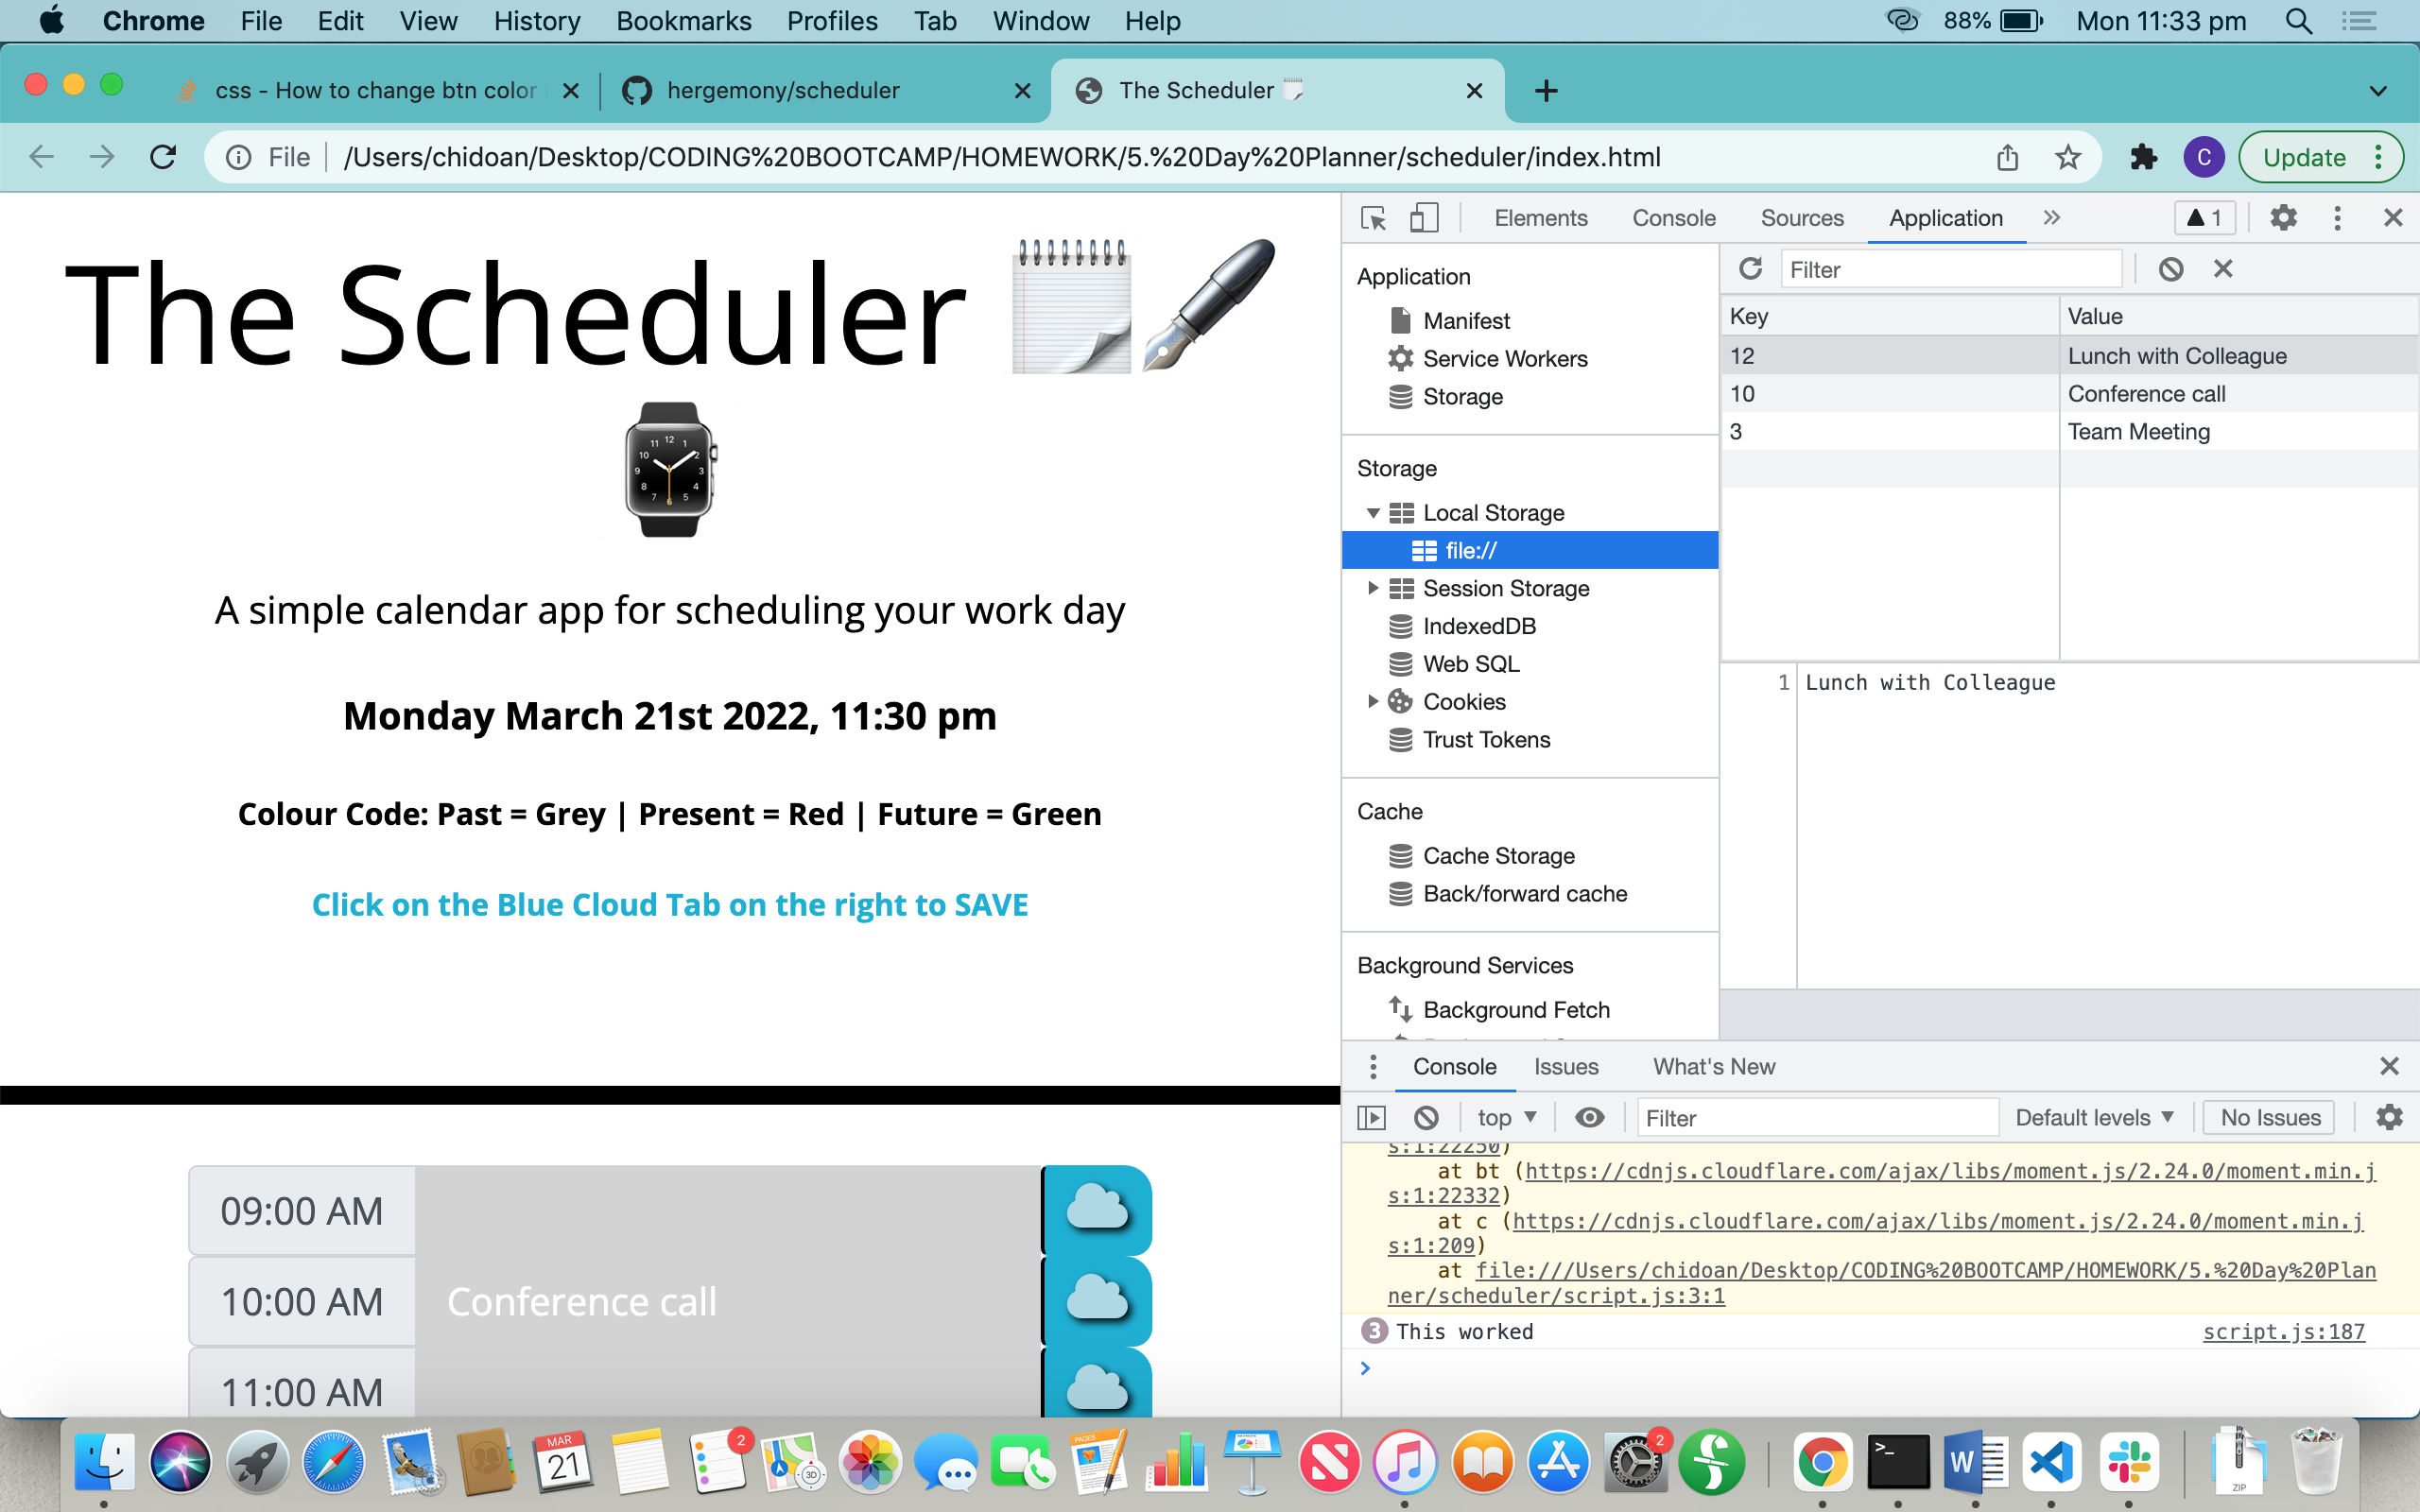 Chrome File Edit View History Bookmarks Profiles Tab Window Help 88% Mon 11:33 pm
css - How to change btn color
hergemony/scheduler
The Scheduler
File /Users/chidoan/Desktop/CODING%20BOOTCAMP/HOMEWORK/5.%20Day%20Planner/scheduler/index.html C Update
The Scheduler
A simple calendar app for scheduling your work day
Monday March 21st 2022, 11:30 pm
Colour Code: Past = Grey | Present = Red | Future = Green
Click on the Blue Cloud Tab on the right to SAVE
09:00 AM
10:00 AM Conference call
11:00 AM
Elements Console Sources Application 1
Application
Manifest
Service Workers
Storage
Storage
Local Storage
file://
Session Storage
IndexedDB
Web SQL
Cookies
Trust Tokens
Cache
Cache Storage
Back/forward cache
Background Services
Background Fetch
Filter
Key Value
12 Lunch with Colleague
10 Conference call
3 Team Meeting
1 Lunch with Colleague
Console Issues What's New
top Filter Default levels No Issues
s:1:22250)
at bt (https://cdnjs.cloudflare.com/ajax/libs/moment.js/2.24.0/moment.min.j
s:1:22332)
at c (https://cdnjs.cloudflare.com/ajax/libs/moment.js/2.24.0/moment.min.j
s:1:209)
at file:///Users/chidoan/Desktop/CODING%20BOOTCAMP/HOMEWORK/5.%20Day%20Plan
ner/scheduler/script.js:3:1
3 This worked script.js:187
MAR
21
2
3D
PAGES
2
W
ZIP